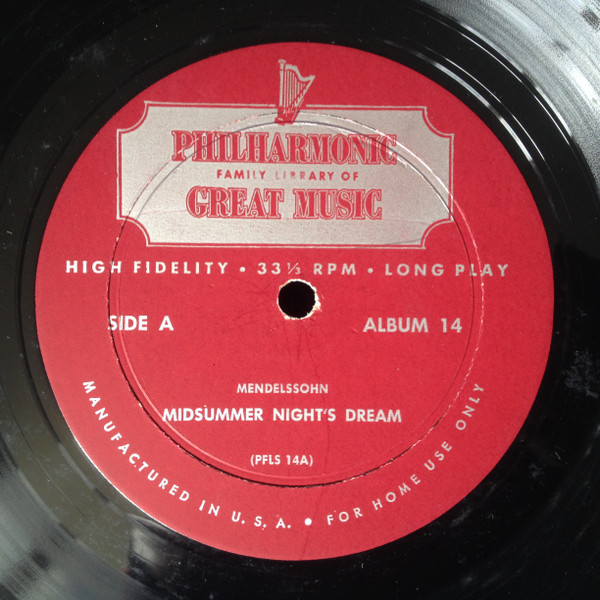 PHILHARMONIC
FAMILY LIBRARY OF
GREAT MUSIC
HIGH FIDELITY • 33⅓ RPM • LONG PLAY
SIDE A
ALBUM 14
MENDELSSOHN
MIDSUMMER NIGHT'S DREAM
(PFLS 14A)
MANUFACTURED IN U.S.A. • FOR HOME USE ONLY